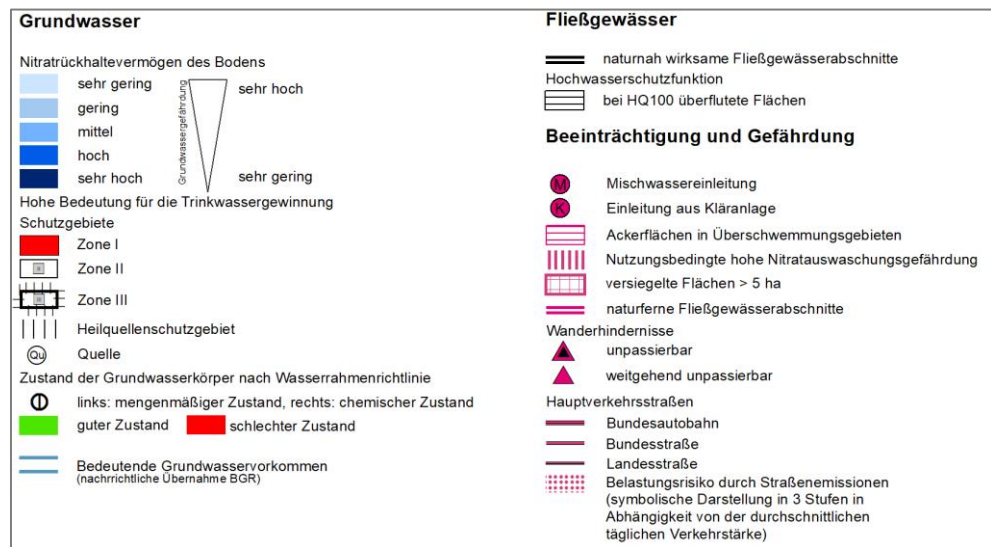 Grundwasser
Nitratrückhaltevermögen des Bodens
sehr gering
gering
mittel
hoch
sehr hoch
Grundwassergefährdung
sehr hoch
sehr gering
Hohe Bedeutung für die Trinkwassergewinnung
Schutzgebiete
Zone I
Zone II
Zone III
Heilquellenschutzgebiet
Qu
Quelle
Zustand der Grundwasserkörper nach Wasserrahmenrichtlinie
links: mengenmäßiger Zustand, rechts: chemischer Zustand
guter Zustand
schlechter Zustand
Bedeutende Grundwasservorkommen
(nachrrichtliche Übernahme BGR)
Fließgewässer
naturnah wirksame Fließgewässerabschnitte
Hochwasserschutzfunktion
bei HQ100 überflutete Flächen
Beeinträchtigung und Gefährdung
M
Mischwassereinleitung
K
Einleitung aus Kläranlage
Ackerflächen in Überschwemmungsgebieten
Nutzungsbedingte hohe Nitratauswaschungsgefährdung
versiegelte Flächen > 5 ha
naturferne Fließgewässerabschnitte
Wanderhindernisse
unpassierbar
weitgehend unpassierbar
Hauptverkehrsstraßen
Bundesautobahn
Bundesstraße
Landesstraße
Belastungsrisiko durch Straßenemissionen
(symbolische Darstellung in 3 Stufen in
Abhängigkeit von der durchschnittlichen
täglichen Verkehrstärke)